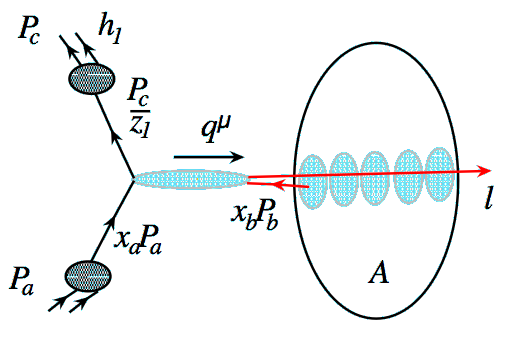 P_c h_1
P_c
z_1
q^μ
x_b P_b
l
x_a P_a
P_a
A